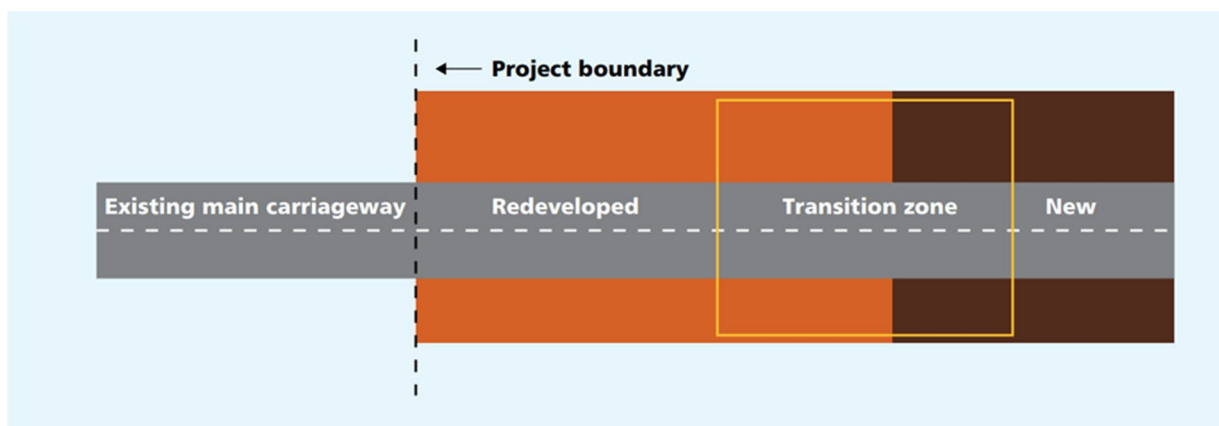 Project boundary
Existing main carriageway
Redeveloped
Transition zone
New